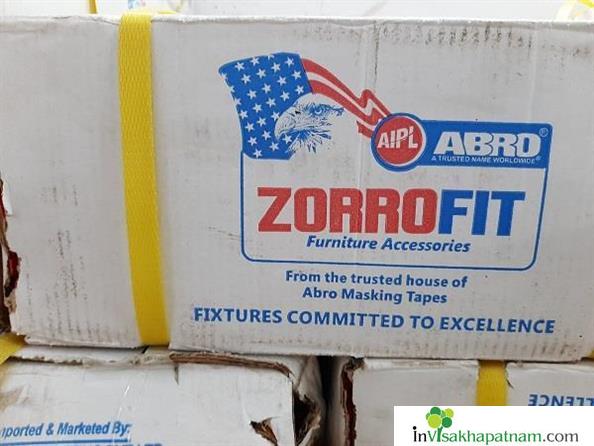 AIPL ABRO®
A TRUSTED NAME WORLDWIDE
ZORROFIT
Furniture Accessories
From the trusted house of
Abro Masking Tapes
FIXTURES COMMITTED TO EXCELLENCE
LLENCE
mported & Marketed By:
inVisakhapatnam.com